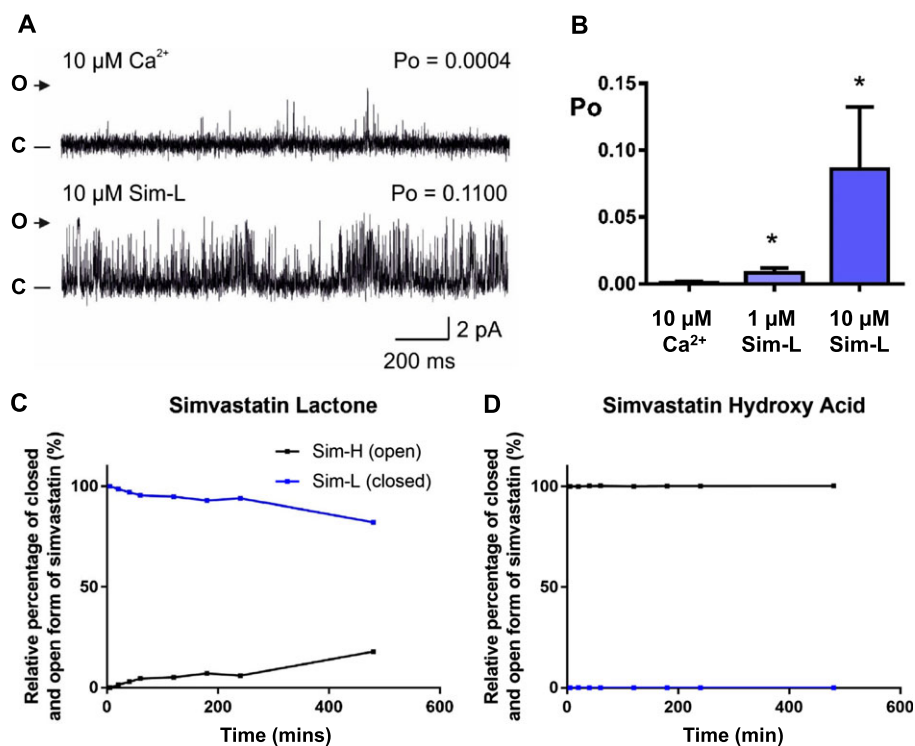 A
10 µM Ca²⁺
Po = 0.0004
O
C
10 µM Sim-L
Po = 0.1100
O
C
2 pA
200 ms
B
Po
0.15
0.10
0.05
0.00
*
*
10 µM
Ca²⁺
1 µM
Sim-L
10 µM
Sim-L
C
Simvastatin Lactone
Sim-H (open)
Sim-L (closed)
Relative percentage of closed
and open form of simvastatin (%)
100
50
0
0
200
400
600
Time (mins)
D
Simvastatin Hydroxy Acid
Relative percentage of closed
and open form of simvastatin (%)
100
50
0
0
200
400
600
Time (min)